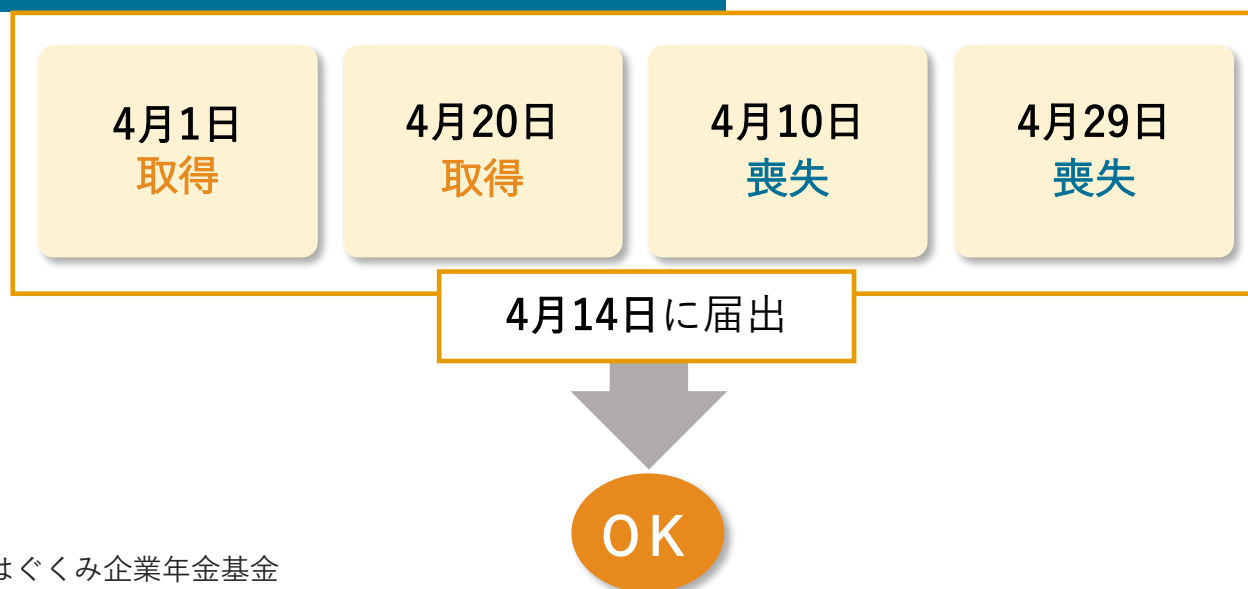 4月1日
取得
4月20日
取得
4月10日
喪失
4月29日
喪失
4月14日に届出
OK
はぐくみ企業年金基金